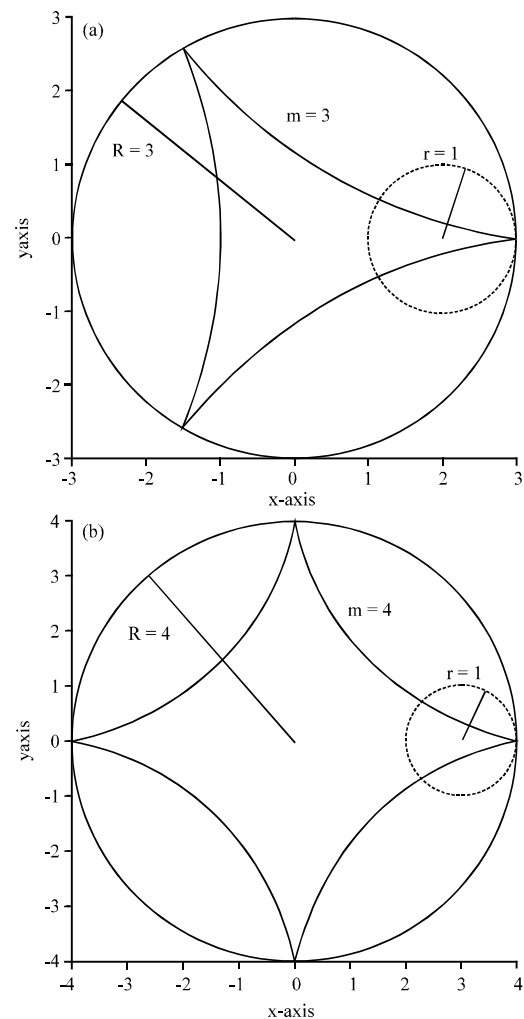 (a)
3
2
1
0
-1
-2
-3
yaxis
m = 3
R = 3
r = 1
-3 -2 -1 0 1 2 3
x-axis
(b)
4
3
2
1
0
-1
-2
-3
-4
yaxis
m = 4
R = 4
r = 1
-4 -3 -2 -1 0 1 2 3 4
x-axis